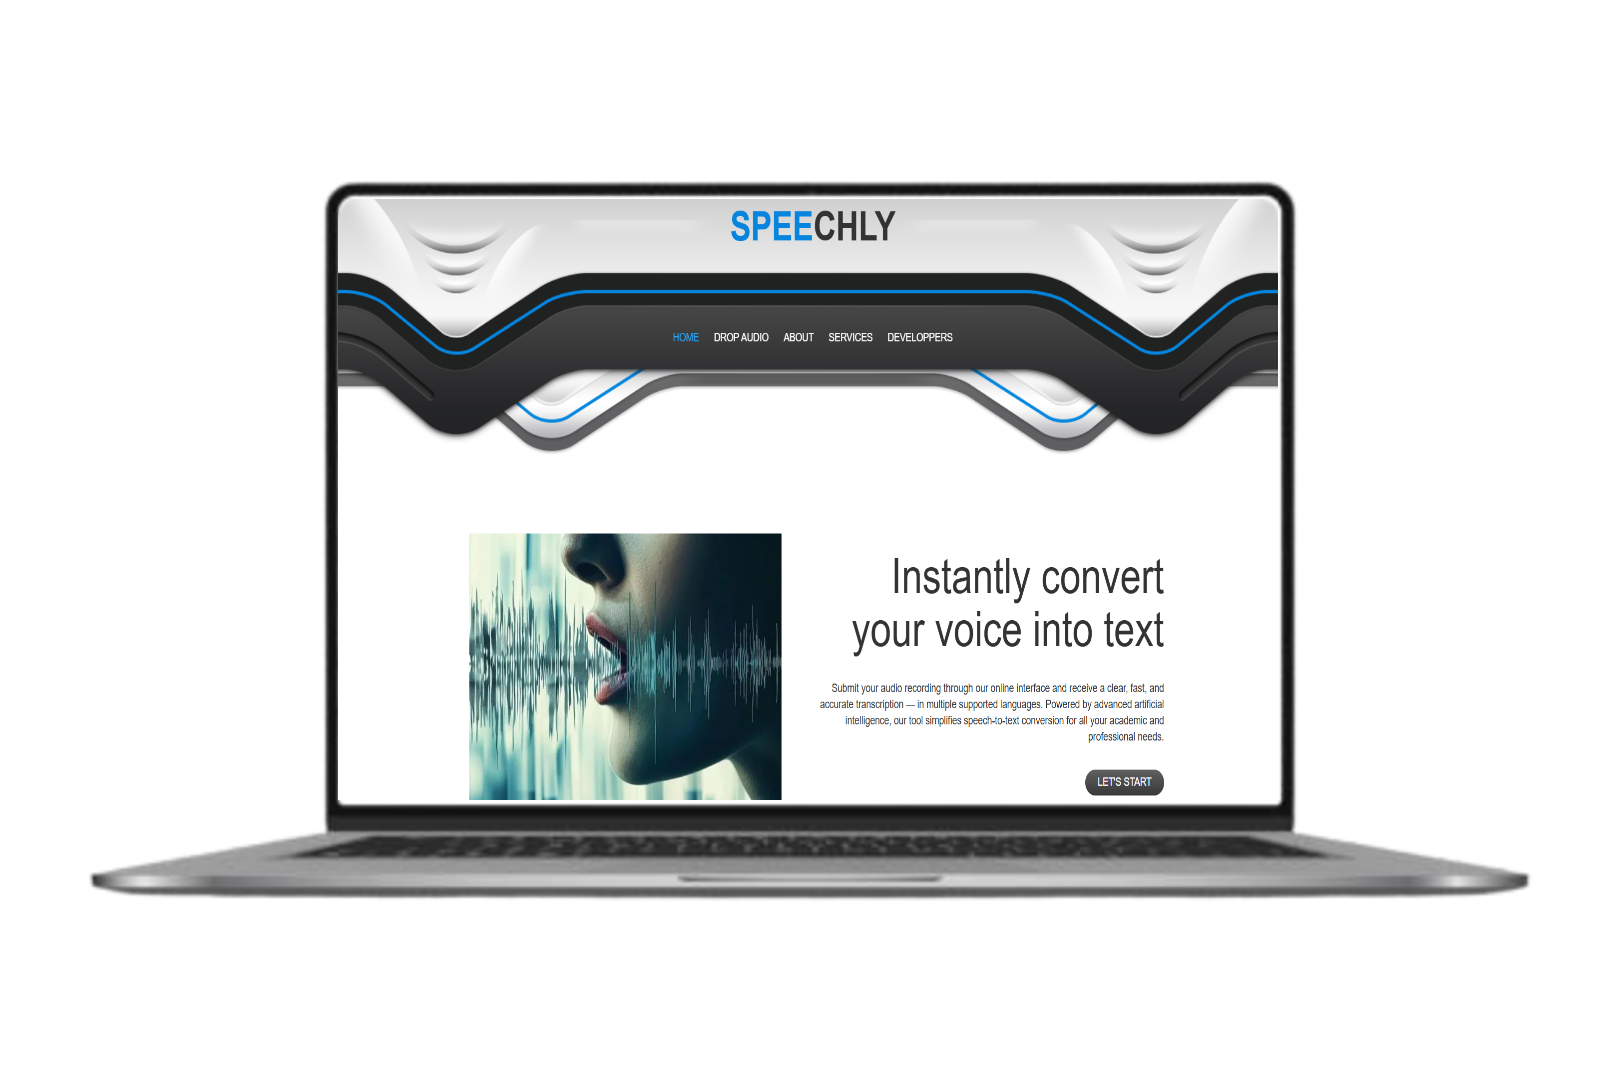 SPEECHLY
HOME DROP AUDIO ABOUT SERVICES DEVELOPPERS
Instantly convert
your voice into text
Submit your audio recording through our online interface and receive a clear, fast, and
accurate transcription — in multiple supported languages. Powered by advanced artificial
intelligence, our tool simplifies speech-to-text conversion for all your academic and
professional needs.
LET'S START